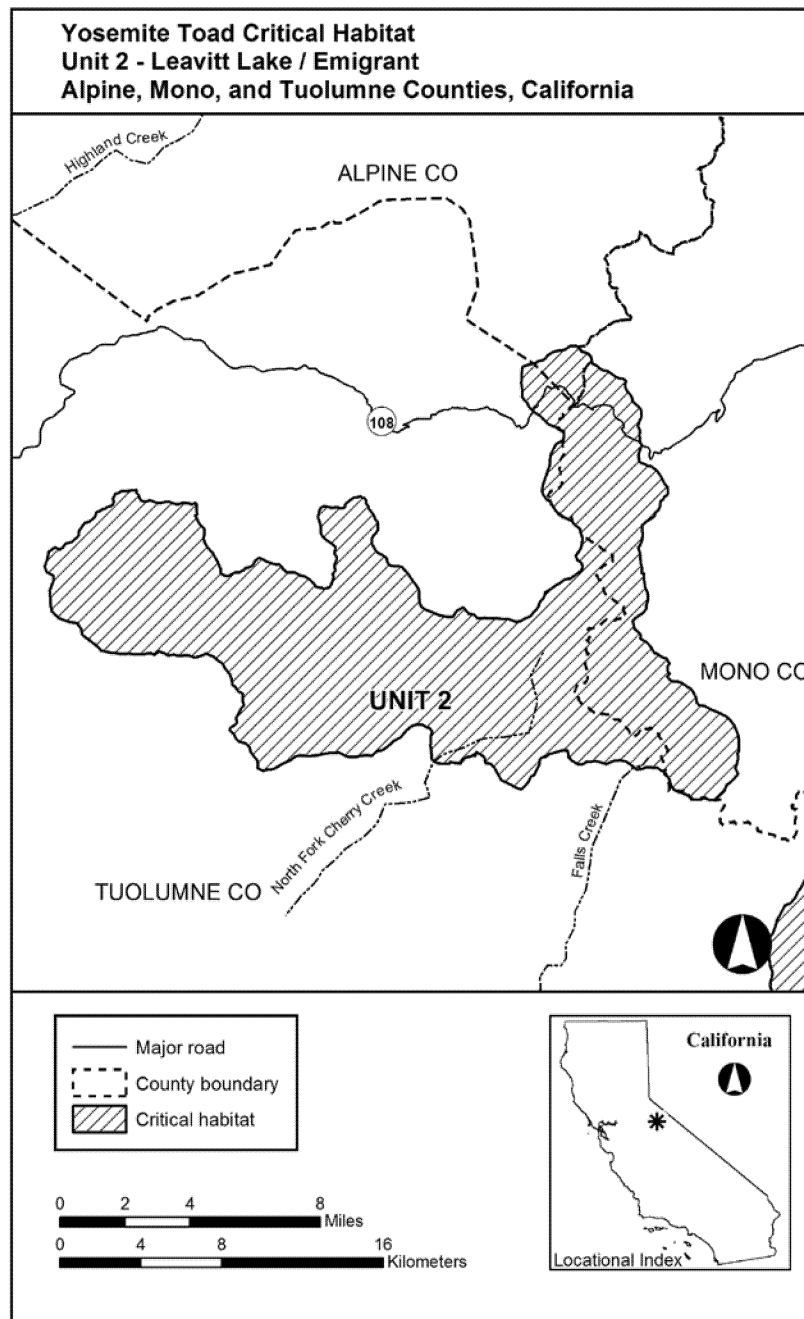 Yosemite Toad Critical Habitat
Unit 2 - Leavitt Lake / Emigrant
Alpine, Mono, and Tuolumne Counties, California
Highland Creek
ALPINE CO
108
MONO CO
UNIT 2
North Fork Cherry Creek
Falls Creek
TUOLUMNE CO
Major road
County boundary
Critical habitat
California
0 2 4 8
Miles
0 4 8 16
Kilometers
Locational Index